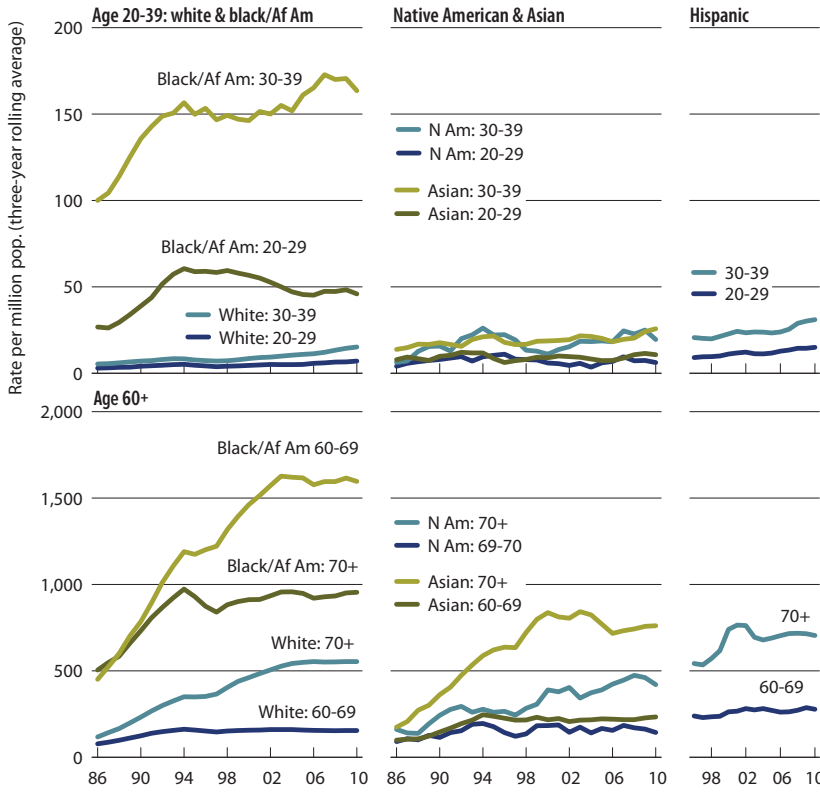 Age 20-39: white & black/Af Am
Native American & Asian
Hispanic
Rate per million pop. (three-year rolling average)
200
150
100
50
0
Black/Af Am: 30-39
Black/Af Am: 20-29
White: 30-39
White: 20-29
N Am: 30-39
N Am: 20-29
Asian: 30-39
Asian: 20-29
30-39
20-29
Age 60+
2,000
1,500
1,000
500
0
Black/Af Am 60-69
Black/Af Am: 70+
White: 70+
White: 60-69
N Am: 70+
N Am: 69-70
Asian: 70+
Asian: 60-69
70+
60-69
86 90 94 98 02 06 10
86 90 94 98 02 06 10
98 02 06 10